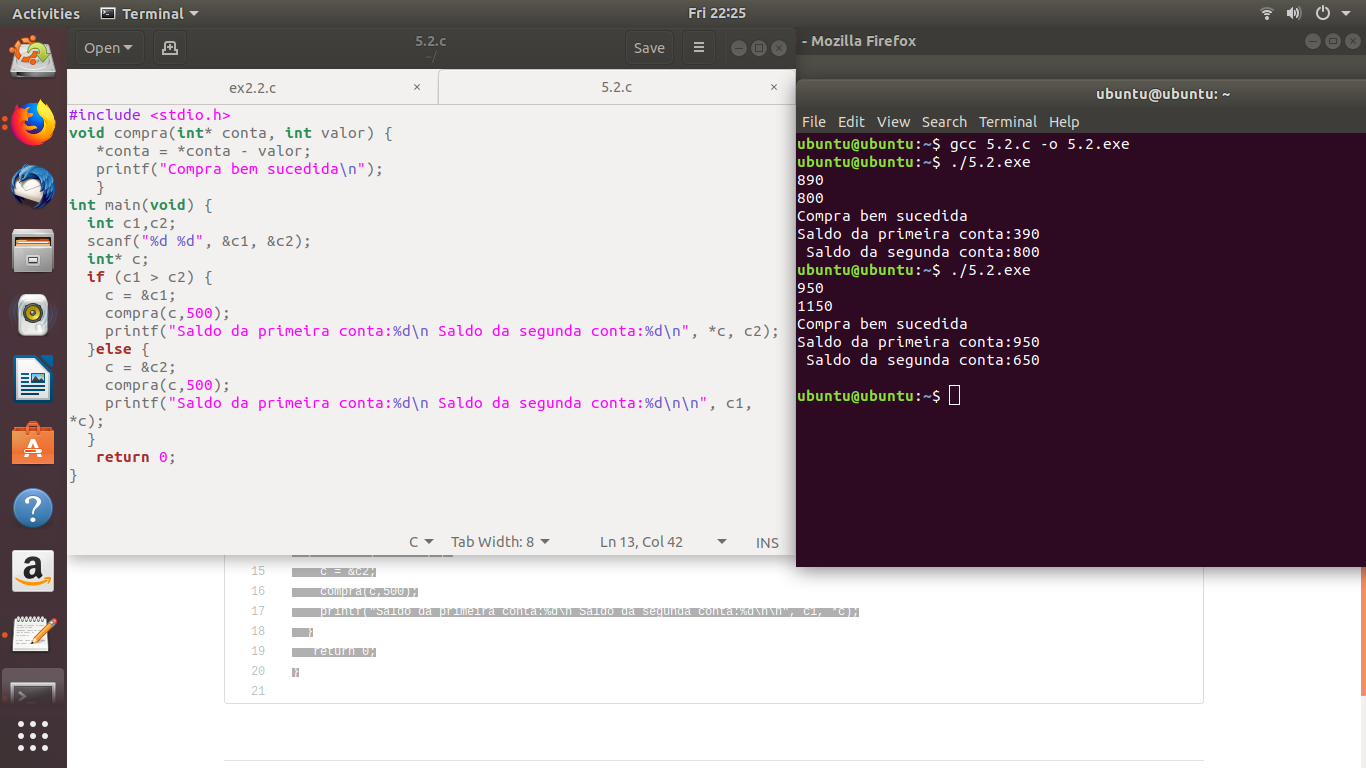 Activities Terminal Fri 22:25
Open 5.2.c ~/ Save
- Mozilla Firefox
ex2.2.c × 5.2.c ×
#include <stdio.h>
void compra(int* conta, int valor) {
   *conta = *conta - valor;
   printf("Compra bem sucedida\n");
   }
int main(void) {
  int c1,c2;
  scanf("%d %d", &c1, &c2);
  int* c;
  if (c1 > c2) {
    c = &c1;
    compra(c,500);
    printf("Saldo da primeira conta:%d\n Saldo da segunda conta:%d\n", *c, c2);
  }else {
    c = &c2;
    compra(c,500);
    printf("Saldo da primeira conta:%d\n Saldo da segunda conta:%d\n\n", c1,
*c);
  }
   return 0;
}
C Tab Width: 8 Ln 13, Col 42 INS
ubuntu@ubuntu: ~
File Edit View Search Terminal Help
ubuntu@ubuntu:~$ gcc 5.2.c -o 5.2.exe
ubuntu@ubuntu:~$ ./5.2.exe
890
800
Compra bem sucedida
Saldo da primeira conta:390
 Saldo da segunda conta:800
ubuntu@ubuntu:~$ ./5.2.exe
950
1150
Compra bem sucedida
Saldo da primeira conta:950
 Saldo da segunda conta:650
ubuntu@ubuntu:~$
15     c = &c2;
16     compra(c,500);
17     printf("Saldo da primeira conta:%d\n Saldo da segunda conta:%d\n\n", c1, *c);
18   }
19    return 0;
20 }
21